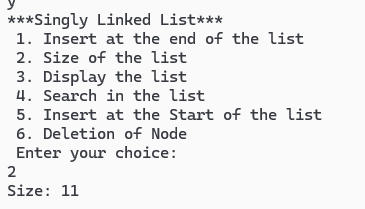 y
***Singly Linked List***
1. Insert at the end of the list
2. Size of the list
3. Display the list
4. Search in the list
5. Insert at the Start of the list
6. Deletion of Node
Enter your choice:
2
Size: 11